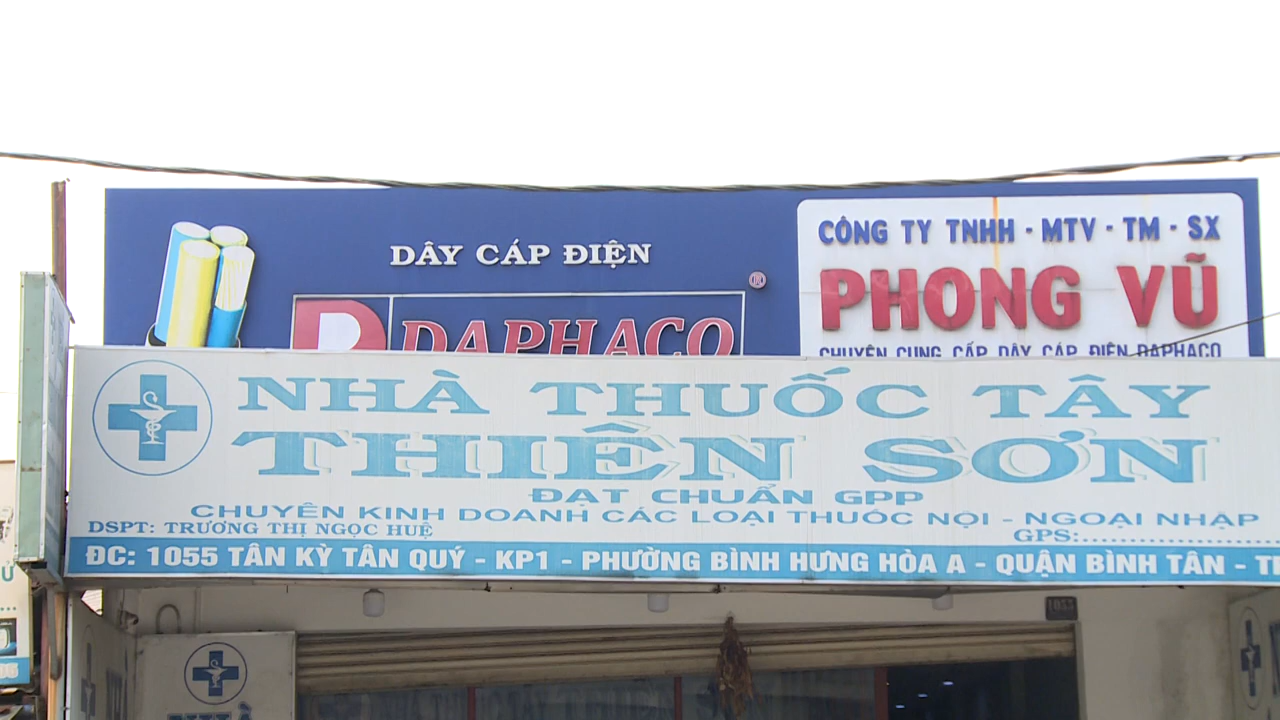 DÂY CÁP ĐIỆN
DAPHACO
CÔNG TY TNHH - MTV - TM - SX
PHONG VŨ
CHUYÊN CUNG CẤP DÂY CÁP ĐIỆN DAPHACO
NHÀ THUỐC TÂY
THIÊN SƠN
ĐẠT CHUẨN GPP
CHUYÊN KINH DOANH CÁC LOẠI THUỐC NỘI - NGOẠI NHẬP
DSPT: TRƯƠNG THỊ NGỌC HUỆ
GPS:......................
ĐC: 1055 TÂN KỲ TÂN QUÝ - KP1 - PHƯỜNG BÌNH HƯNG HÒA A - QUẬN BÌNH TÂN -
1055
NHÀ